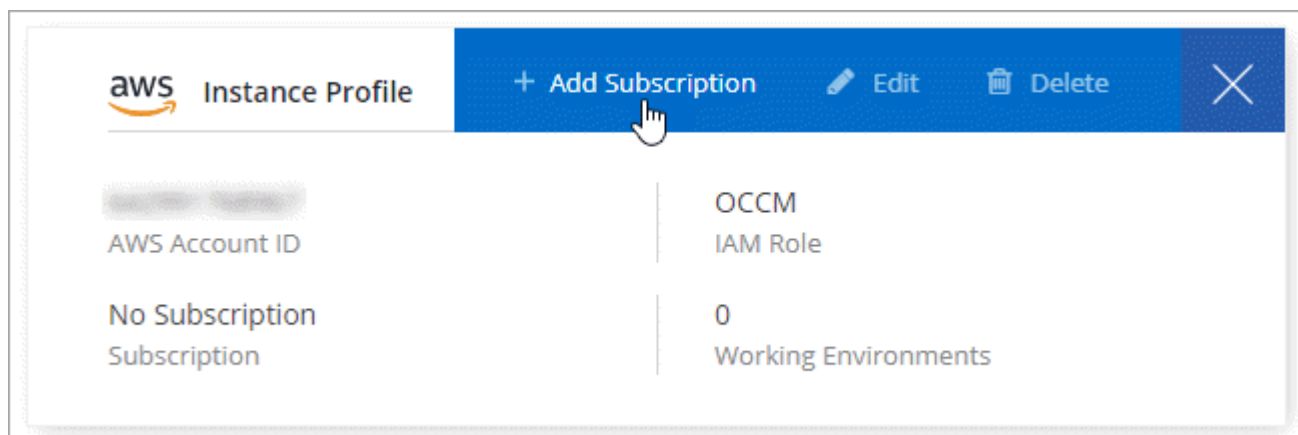 aws Instance Profile + Add Subscription Edit Delete
OCCM
AWS Account ID IAM Role
No Subscription 0
Subscription Working Environments